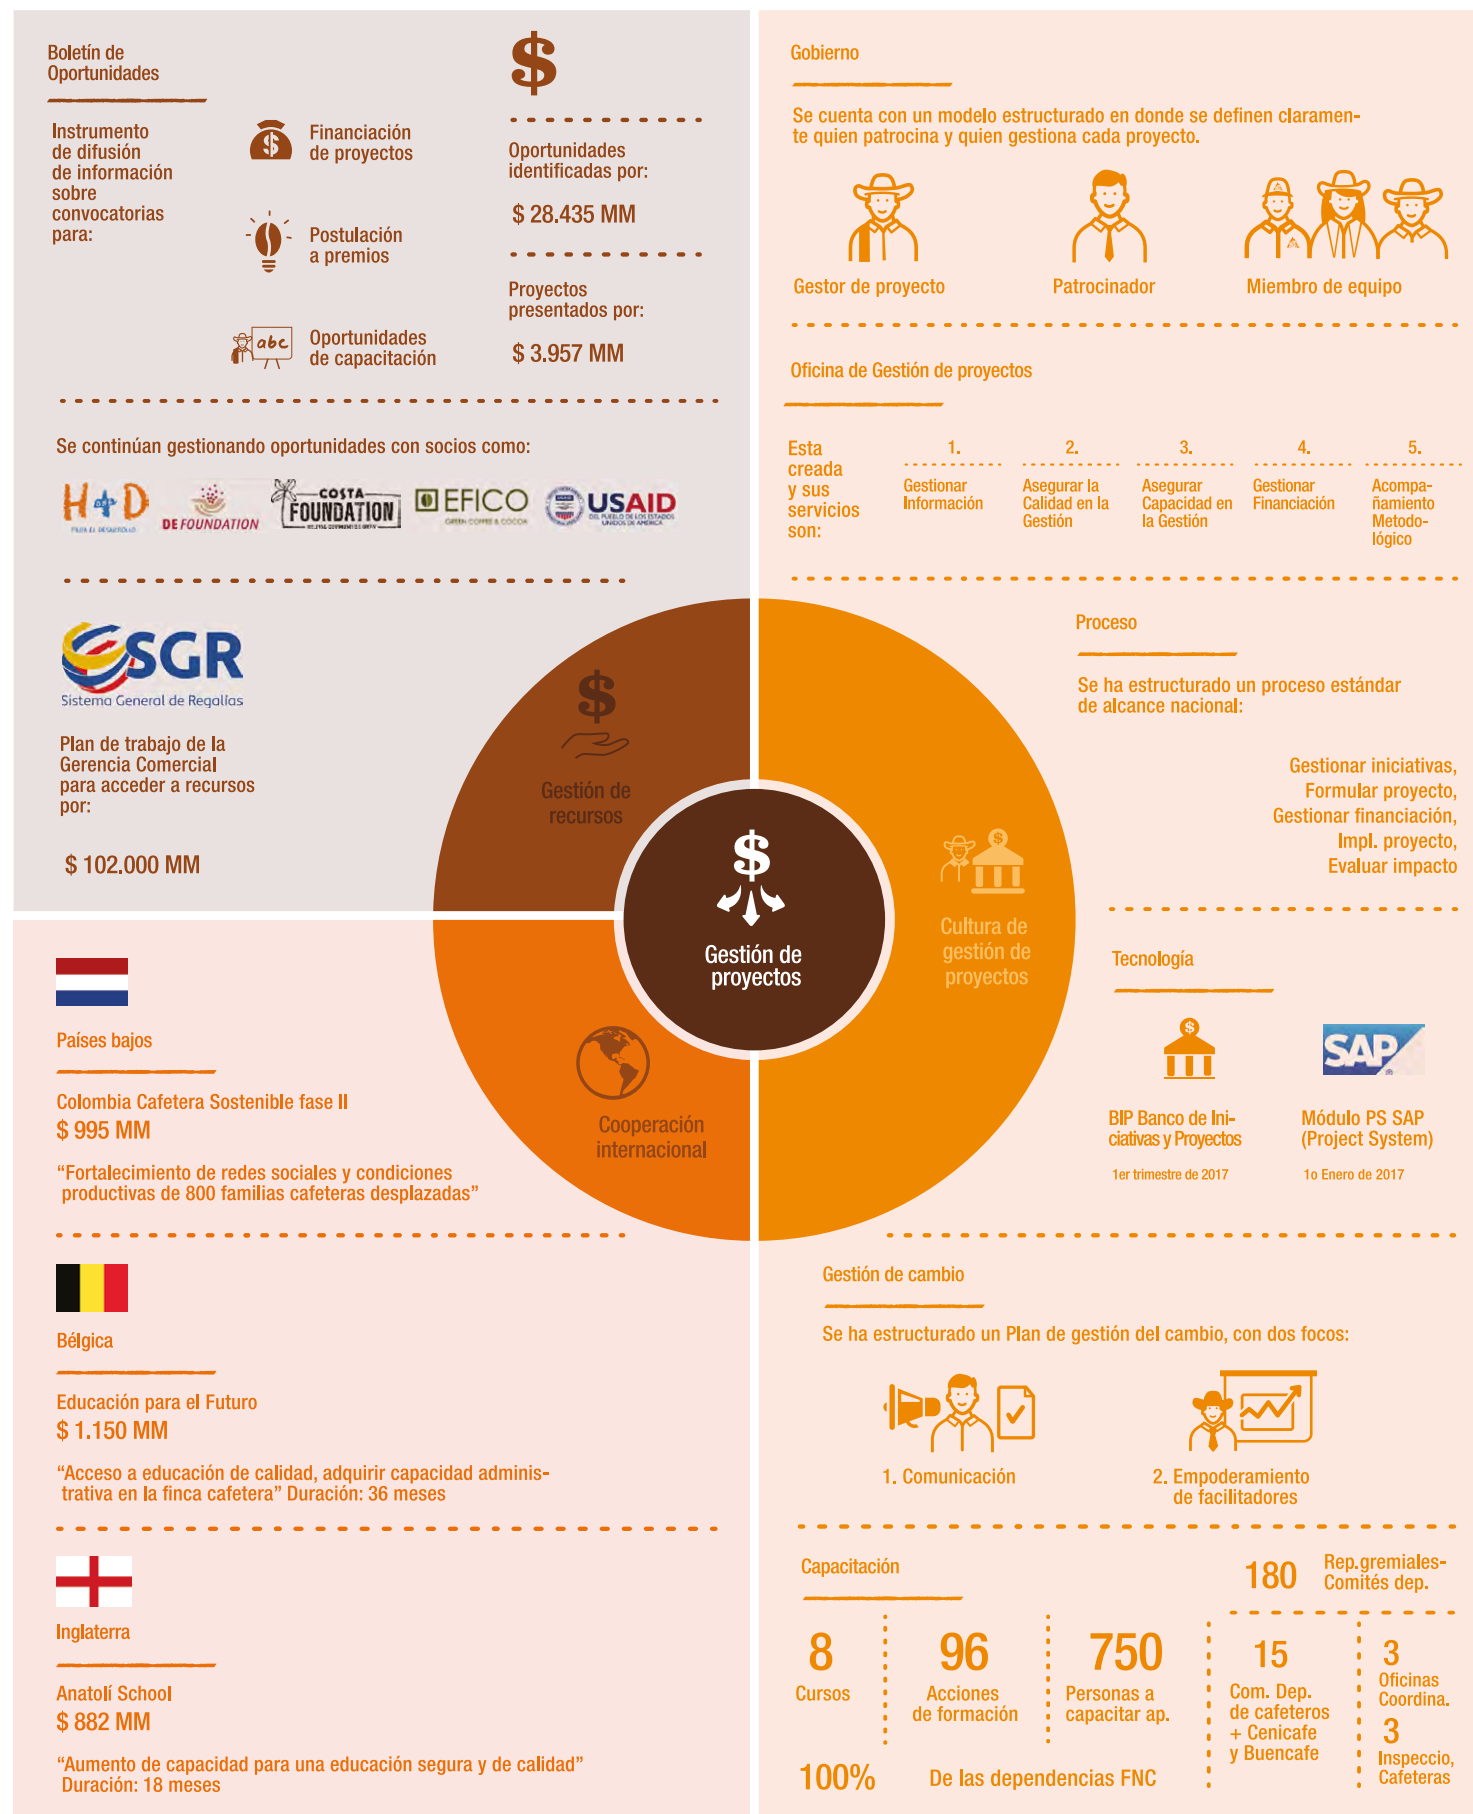 Boletín de
Oportunidades
Instrumento
de difusión
de información
sobre
convocatorias
para:
$
Financiación
de proyectos
Postulación
a premios
abc
Oportunidades
de capacitación
$
Oportunidades
identificadas por:
$ 28.435 MM
Proyectos
presentados por:
$ 3.957 MM
Se continúan gestionando oportunidades con socios como:
H+D
DE FOUNDATION
COSTA
FOUNDATION
EFICO
GREEN COFFEE & COCOA
USAID
DEL PUEBLO DE LOS ESTADOS
UNIDOS DE AMÉRICA
SGR
Sistema General de Regalías
Plan de trabajo de la
Gerencia Comercial
para acceder a recursos
por:
$ 102.000 MM
Gobierno
Se cuenta con un modelo estructurado en donde se definen claramen-
te quien patrocina y quien gestiona cada proyecto.
Gestor de proyecto
Patrocinador
Miembro de equipo
Oficina de Gestión de proyectos
Esta
creada
y sus
servicios
son:
1.
Gestionar
Información
2.
Asegurar la
Calidad en la
Gestión
3.
Asegurar
Capacidad en
la Gestión
4.
Gestionar
Financiación
5.
Acompa-
ñamiento
Metodo-
lógico
Proceso
Se ha estructurado un proceso estándar
de alcance nacional:
Gestionar iniciativas,
Formular proyecto,
Gestionar financiación,
Impl. proyecto,
Evaluar impacto
$
Gestión de
recursos
$
Gestión de
proyectos
$
Cultura de
gestión de
proyectos
Cooperación
internacional
Tecnología
$
BIP Banco de Ini-
ciativas y Proyectos
1er trimestre de 2017
SAP
Módulo PS SAP
(Project System)
1o Enero de 2017
Países bajos
Colombia Cafetera Sostenible fase II
$ 995 MM
“Fortalecimiento de redes sociales y condiciones
productivas de 800 familias cafeteras desplazadas”
Bélgica
Educación para el Futuro
$ 1.150 MM
“Acceso a educación de calidad, adquirir capacidad adminis-
trativa en la finca cafetera” Duración: 36 meses
Inglaterra
Anatolí School
$ 882 MM
“Aumento de capacidad para una educación segura y de calidad”
Duración: 18 meses
Gestión de cambio
Se ha estructurado un Plan de gestión del cambio, con dos focos:
1. Comunicación
2. Empoderamiento
de facilitadores
Capacitación
180
Rep.gremiales-
Comités dep.
8
Cursos
96
Acciones
de formación
750
Personas a
capacitar ap.
15
Com. Dep.
de cafeteros
+ Cenicafe
y Buencafe
3
Oficinas
Coordina.
3
Inspeccio,
Cafeteras
100%
De las dependencias FNC